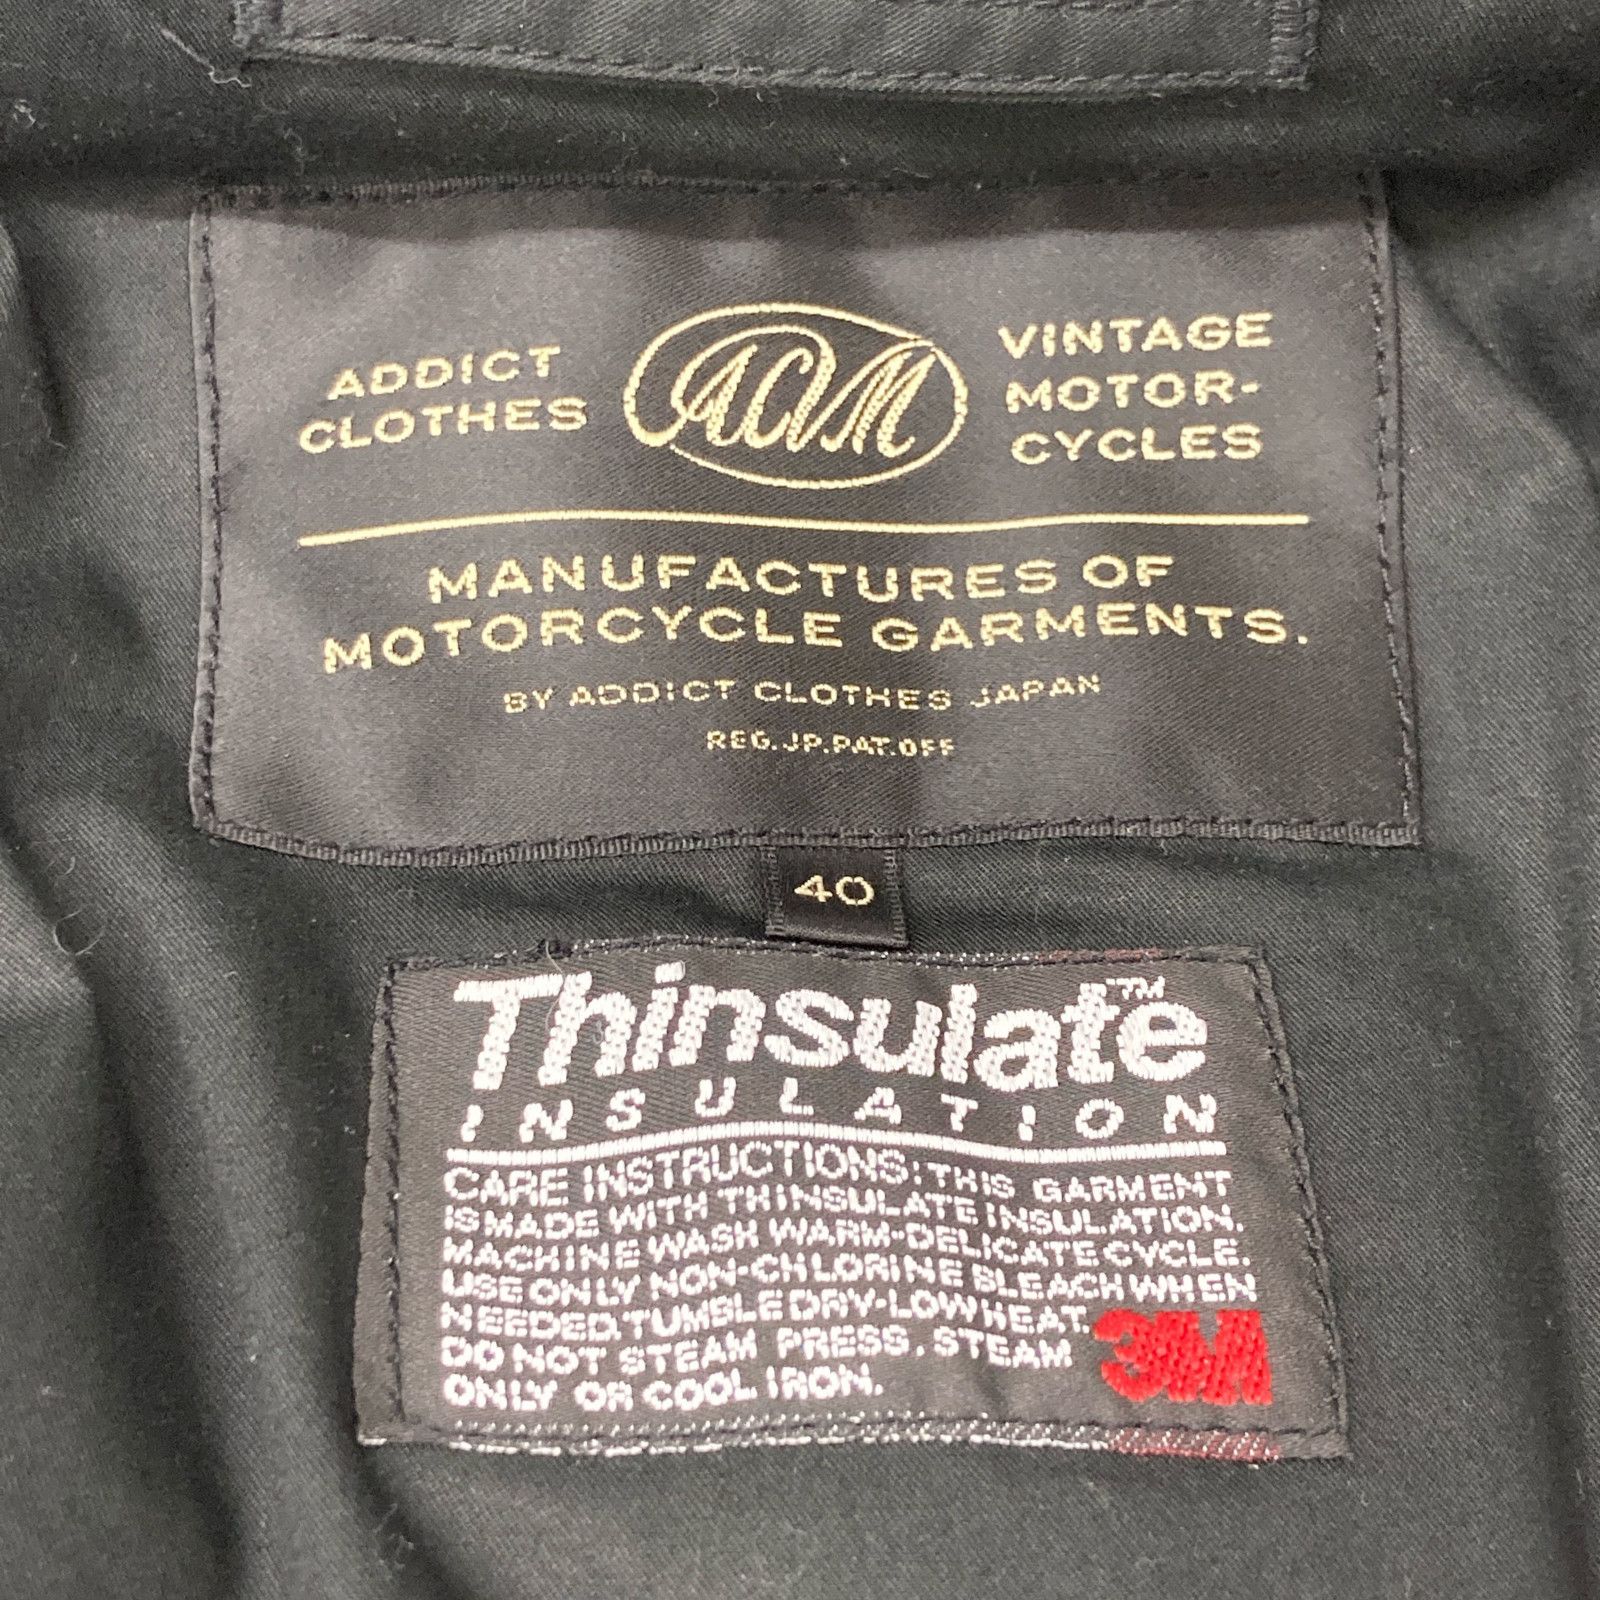 ADDICT
CLOTHES
ACVM
VINTAGE
MOTOR-
CYCLES
MANUFACTURES OF
MOTORCYCLE GARMENTS.
BY ADDICT CLOTHES JAPAN
REG.JP.PAT.OFF
40
Thinsulate™
INSULATION
CARE INSTRUCTIONS:THIS GARMENT
IS MADE WITH THINSULATE INSULATION.
MACHINE WASH WARM-DELICATE CYCLE.
USE ONLY NON-CHLORINE BLEACH WHEN
NEEDED.TUMBLE DRY-LOW HEAT.
DO NOT STEAM PRESS. STEAM
ONLY OR COOL IRON.
3M